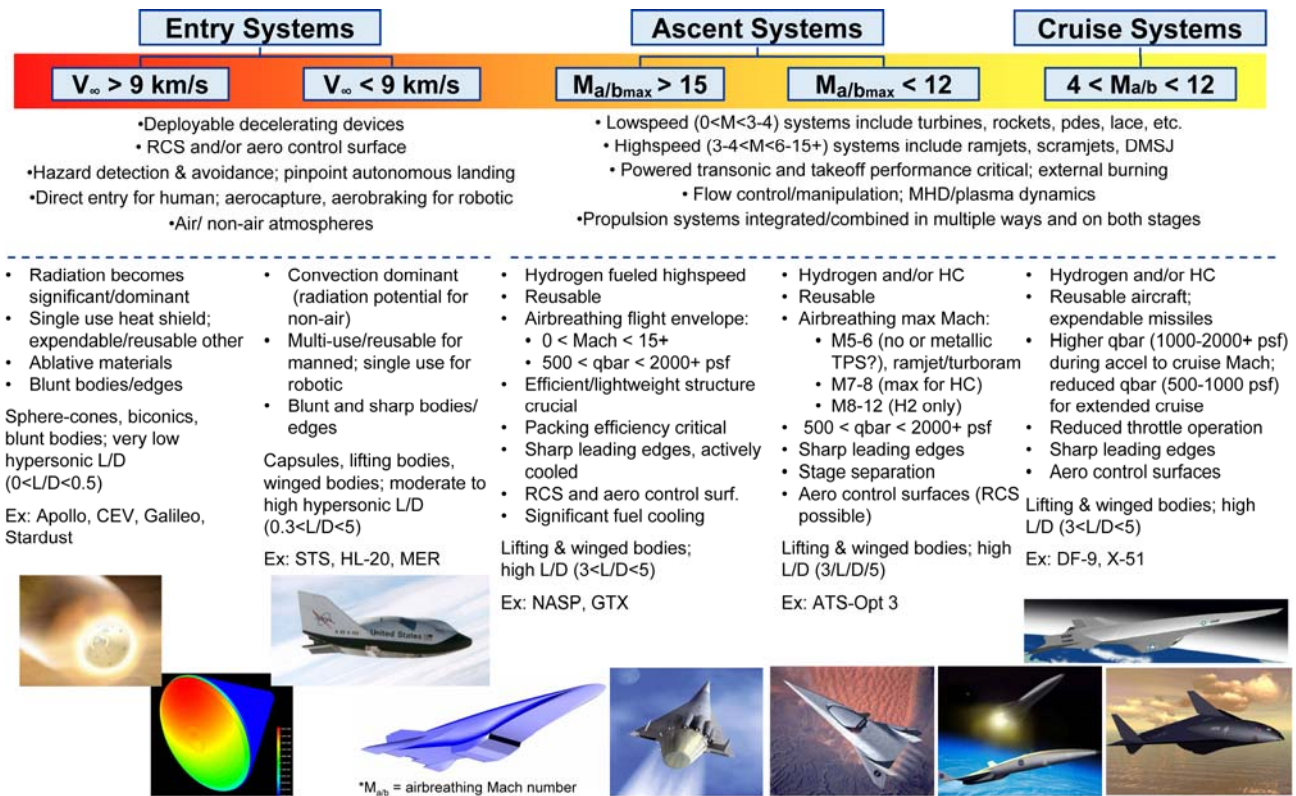 Entry Systems
Ascent Systems
Cruise Systems
V∞ > 9 km/s
V∞ < 9 km/s
Ma/bmax > 15
Ma/bmax < 12
4 < Ma/b < 12
•Deployable decelerating devices
• RCS and/or aero control surface
•Hazard detection & avoidance; pinpoint autonomous landing
•Direct entry for human; aerocapture, aerobraking for robotic
•Air/ non-air atmospheres
• Lowspeed (0<M<3-4) systems include turbines, rockets, pdes, lace, etc.
• Highspeed (3-4<M<6-15+) systems include ramjets, scramjets, DMSJ
• Powered transonic and takeoff performance critical; external burning
• Flow control/manipulation; MHD/plasma dynamics
•Propulsion systems integrated/combined in multiple ways and on both stages
• Radiation becomes
significant/dominant
• Single use heat shield;
expendable/reusable other
• Ablative materials
• Blunt bodies/edges
Sphere-cones, biconics,
blunt bodies; very low
hypersonic L/D
(0<L/D<0.5)
Ex: Apollo, CEV, Galileo,
Stardust
• Convection dominant
(radiation potential for
non-air)
• Multi-use/reusable for
manned; single use for
robotic
• Blunt and sharp bodies/
edges
Capsules, lifting bodies,
winged bodies; moderate to
high hypersonic L/D
(0.3<L/D<5)
Ex: STS, HL-20, MER
• Hydrogen fueled highspeed
• Reusable
• Airbreathing flight envelope:
• 0 < Mach < 15+
• 500 < qbar < 2000+ psf
• Efficient/lightweight structure
crucial
• Packing efficiency critical
• Sharp leading edges, actively
cooled
• RCS and aero control surf.
• Significant fuel cooling
Lifting & winged bodies;
high L/D (3<L/D<5)
Ex: NASP, GTX
• Hydrogen and/or HC
• Reusable
• Airbreathing max Mach:
• M5-6 (no or metallic
TPS?), ramjet/turboram
• M7-8 (max for HC)
• M8-12 (H2 only)
• 500 < qbar < 2000+ psf
• Sharp leading edges
• Stage separation
• Aero control surfaces (RCS
possible)
Lifting & winged bodies; high
L/D (3/L/D/5)
Ex: ATS-Opt 3
• Hydrogen and/or HC
• Reusable aircraft;
expendable missiles
• Higher qbar (1000-2000+ psf)
during accel to cruise Mach;
reduced qbar (500-1000 psf)
for extended cruise
• Reduced throttle operation
• Sharp leading edges
• Aero control surfaces
Lifting & winged bodies; high
L/D (3<L/D<5)
Ex: DF-9, X-51
United States
*Ma/b = airbreathing Mach number